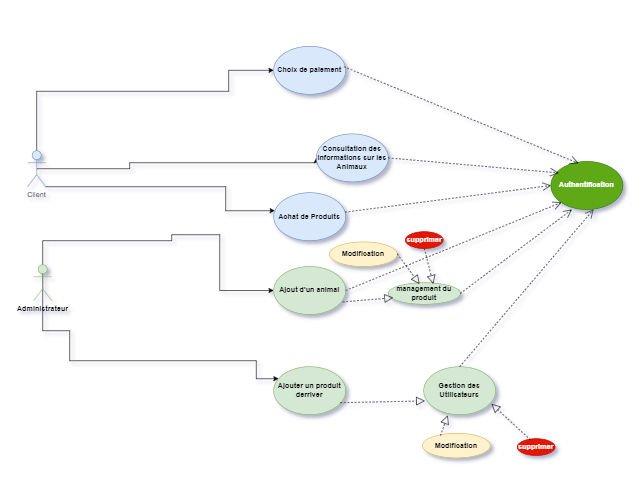 Choix de paiement
Consultation des
informations sur les
Animaux
Authentification
Client
Achat de Produits
supprimer
Modification
Ajout d'un animal
management du
produit
Administrateur
Ajouter un produit
derriver
Gestion des
Utilisateurs
Modification
supprimer